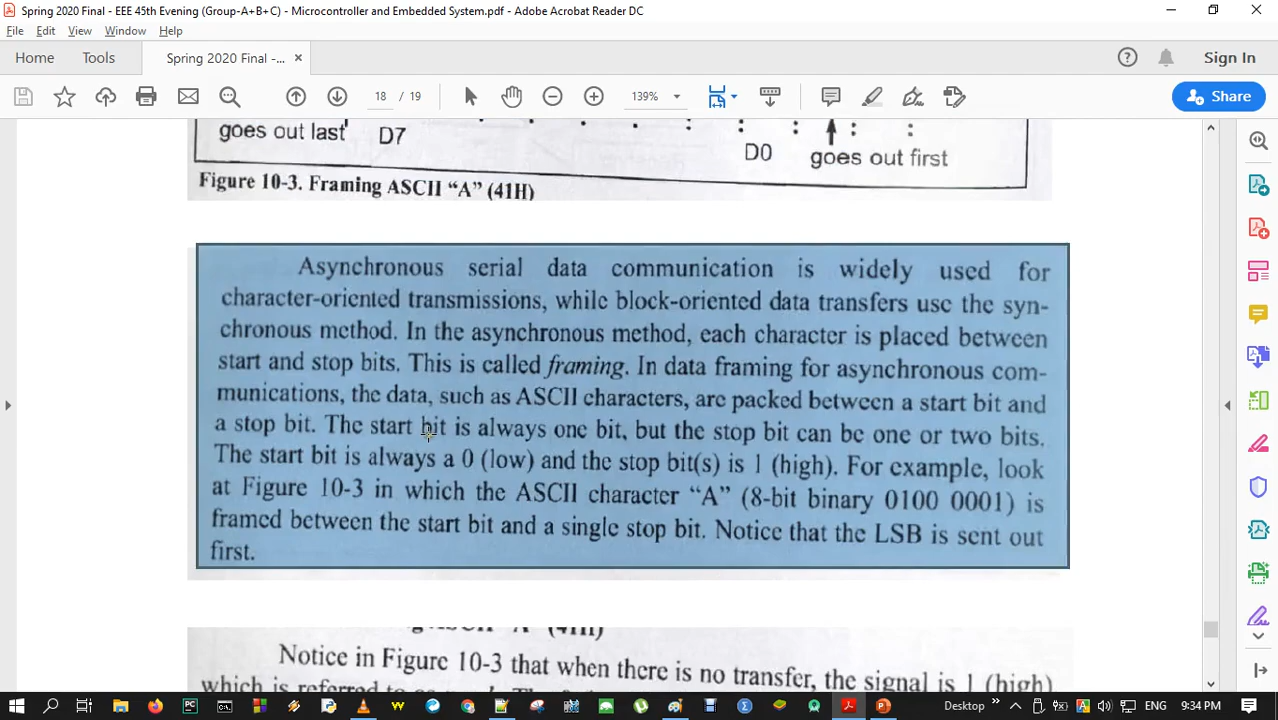 Spring 2020 Final - EEE 45th Evening (Group-A+B+C) - Microcontroller and Embedded System.pdf - Adobe Acrobat Reader DC
File Edit View Window Help
Home Tools Spring 2020 Final -... × Sign In
18 / 19 139% Share
goes out last D7 D0 goes out first
Figure 10-3. Framing ASCII “A” (41H)
Asynchronous serial data communication is widely used for
character-oriented transmissions, while block-oriented data transfers use the syn-
chronous method. In the asynchronous method, each character is placed between
start and stop bits. This is called framing. In data framing for asynchronous com-
munications, the data, such as ASCII characters, are packed between a start bit and
a stop bit. The start bit is always one bit, but the stop bit can be one or two bits.
The start bit is always a 0 (low) and the stop bit(s) is 1 (high). For example, look
at Figure 10-3 in which the ASCII character “A” (8-bit binary 0100 0001) is
framed between the start bit and a single stop bit. Notice that the LSB is sent out
first.
Notice in Figure 10-3 that when there is no transfer, the signal is 1 (high)
which is referred to as
Desktop 9:34 PM